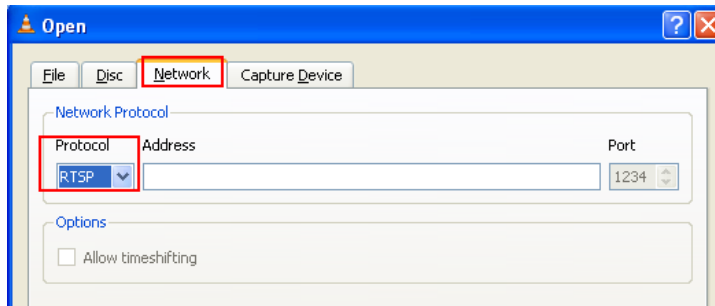 Open
File Disc Network Capture Device
Network Protocol
Protocol Address Port
RTSP 1234
Options
Allow timeshifting